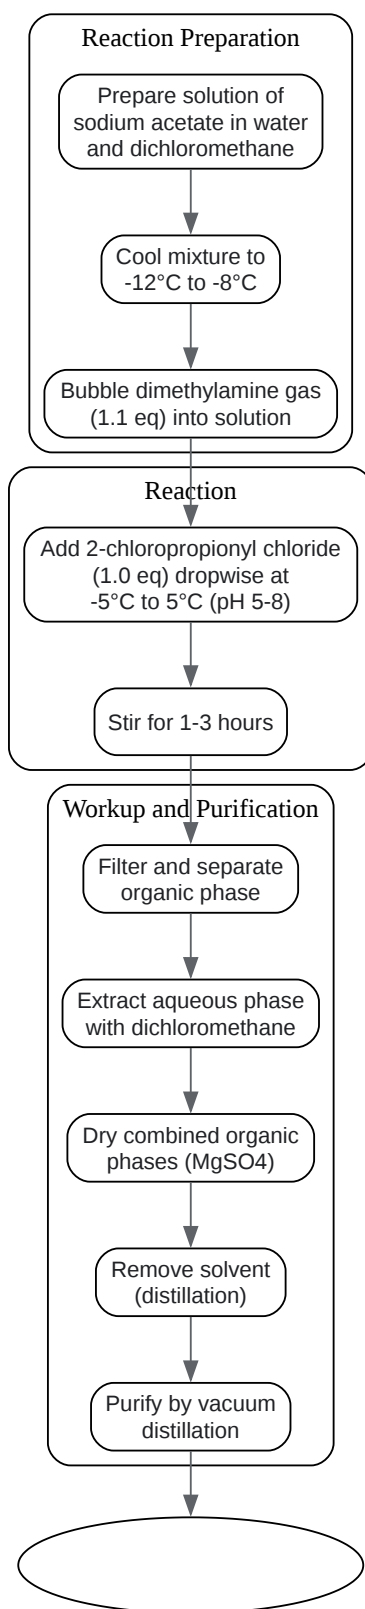 Reaction Preparation
Prepare solution of
sodium acetate in water
and dichloromethane
Cool mixture to
-12°C to -8°C
Bubble dimethylamine gas
(1.1 eq) into solution
Reaction
Add 2-chloropropionyl chloride
(1.0 eq) dropwise at
-5°C to 5°C (pH 5-8)
Stir for 1-3 hours
Workup and Purification
Filter and separate
organic phase
Extract aqueous phase
with dichloromethane
Dry combined organic
phases (MgSO4)
Remove solvent
(distillation)
Purify by vacuum
distillation